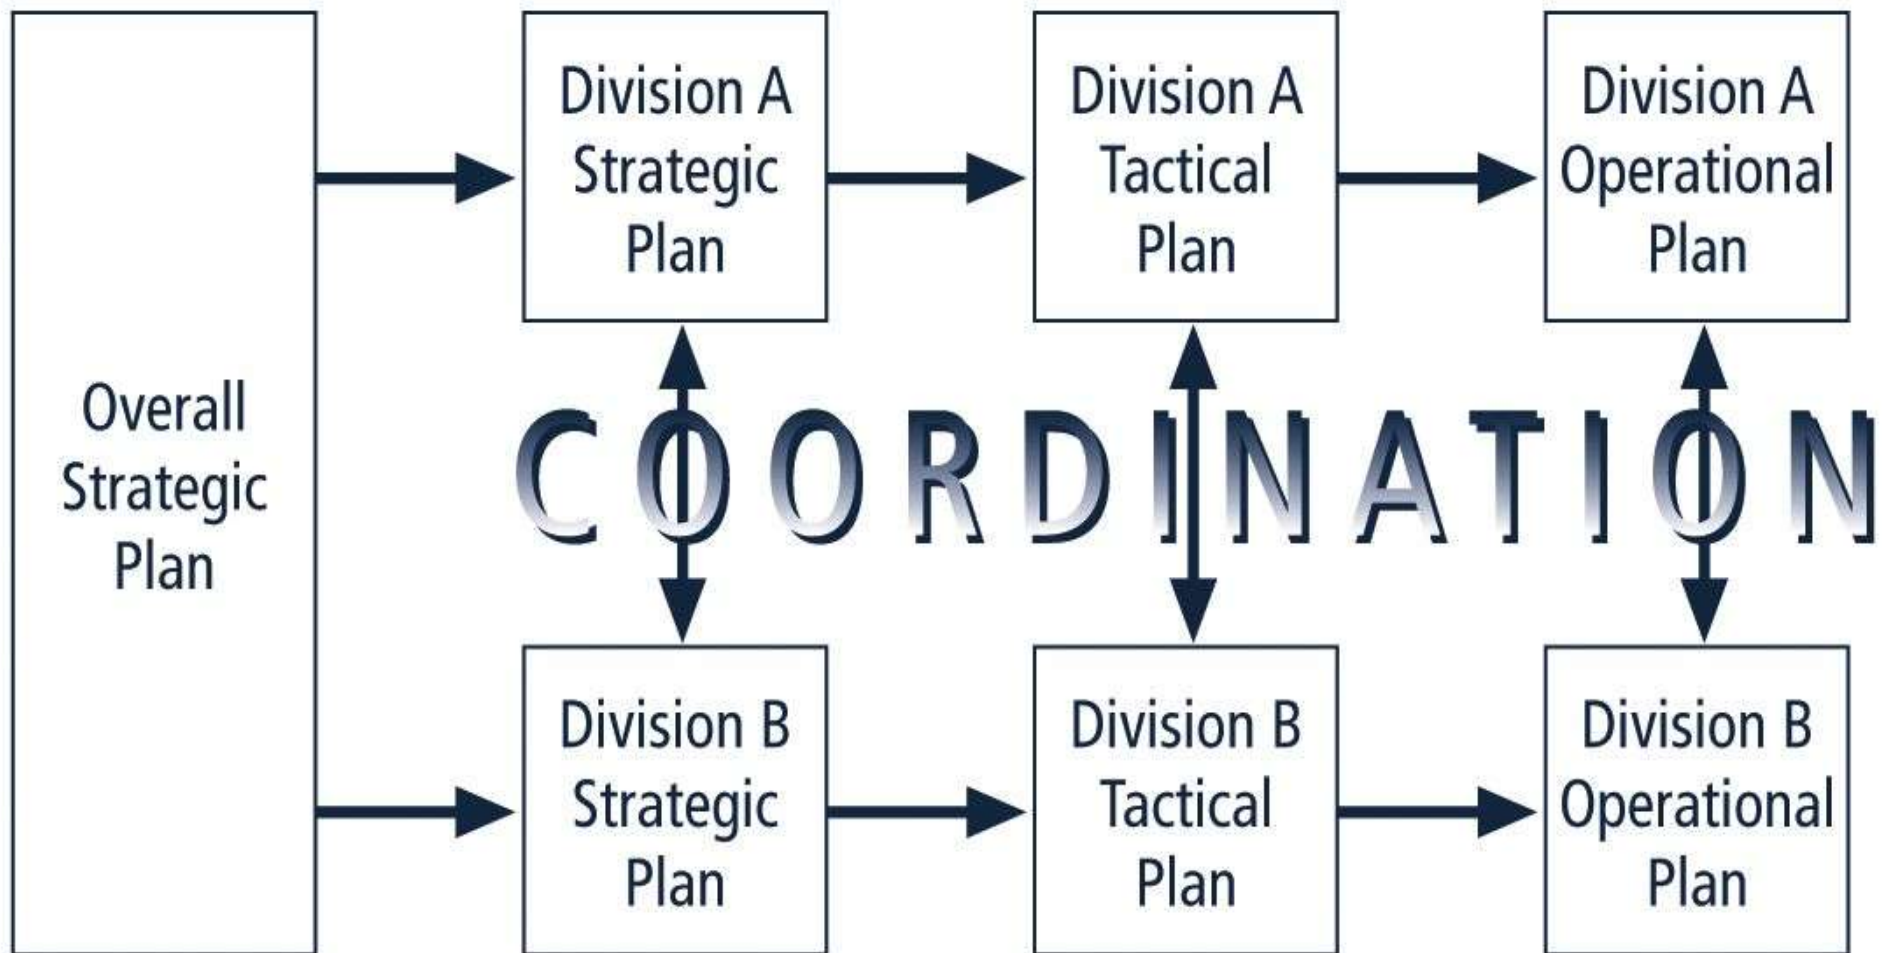 Division A
Strategic
Plan
Division A
Tactical
Plan
Division A
Operational
Plan
Overall
Strategic
Plan
COORDINATION
Division B
Strategic
Plan
Division B
Tactical
Plan
Division B
Operational
Plan